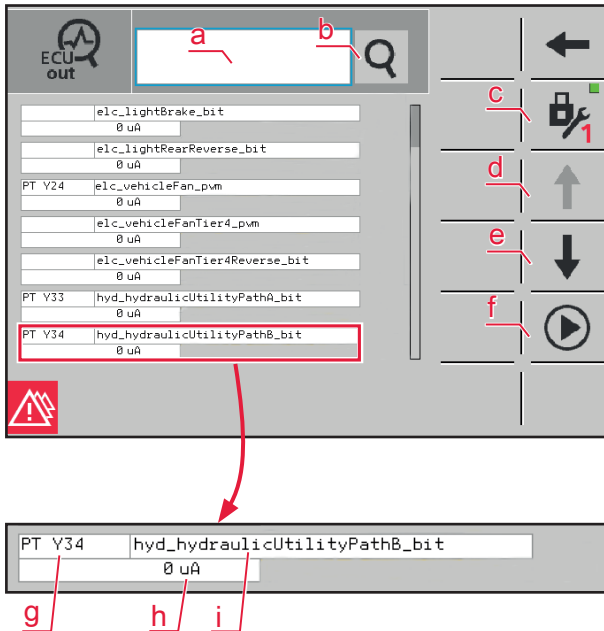 a
b
ECU
out
elc_lightBrake_bit
0 uA
elc_lightRearReverse_bit
0 uA
PT Y24 elc_vehicleFan_pwm
0 uA
elc_vehicleFanTier4_pwm
0 uA
elc_vehicleFanTier4Reverse_bit
0 uA
PT Y33 hyd_hydraulicUtilityPathA_bit
0 uA
PT Y34 hyd_hydraulicUtilityPathB_bit
0 uA
c
1
d
e
f
PT Y34 hyd_hydraulicUtilityPathB_bit
0 uA
g h i